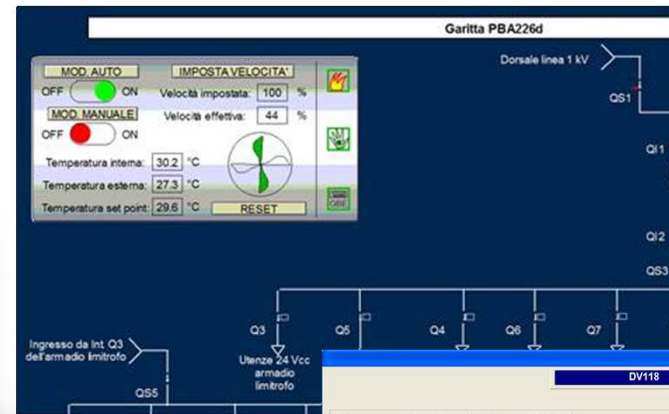 Garitta PBA226d
MOD. AUTO
IMPOSTA VELOCITA'
OFF ON
Velocità impostata: 100 %
MOD. MANUALE
Velocità effettiva: 44 %
OFF ON
Temperatura interna: 30.2 °C
Temperatura esterna: 27.3 °C
Temperatura set point: 29.6 °C
RESET
QBE
Dorsale linea 1 kV
QS1
QI1
QI2
QS3
Q3
Q5
Q4
Q6
Q7
Ingresso da Int. Q3
dell'armadio limitrofo
QS5
Utenze 24 Vcc
armadio
limitrofo
DV118